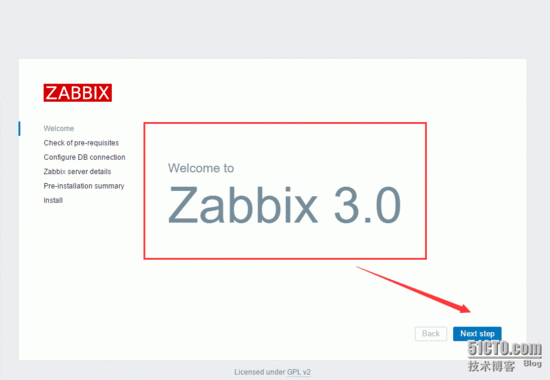 ZABBIX
Welcome
Check of pre-requisites
Configure DB connection
Zabbix server details
Pre-installation summary
Install
Welcome to
Zabbix 3.0
Back
Next step
51CTO.com
技术博客 Blog
Licensed under GPL v2